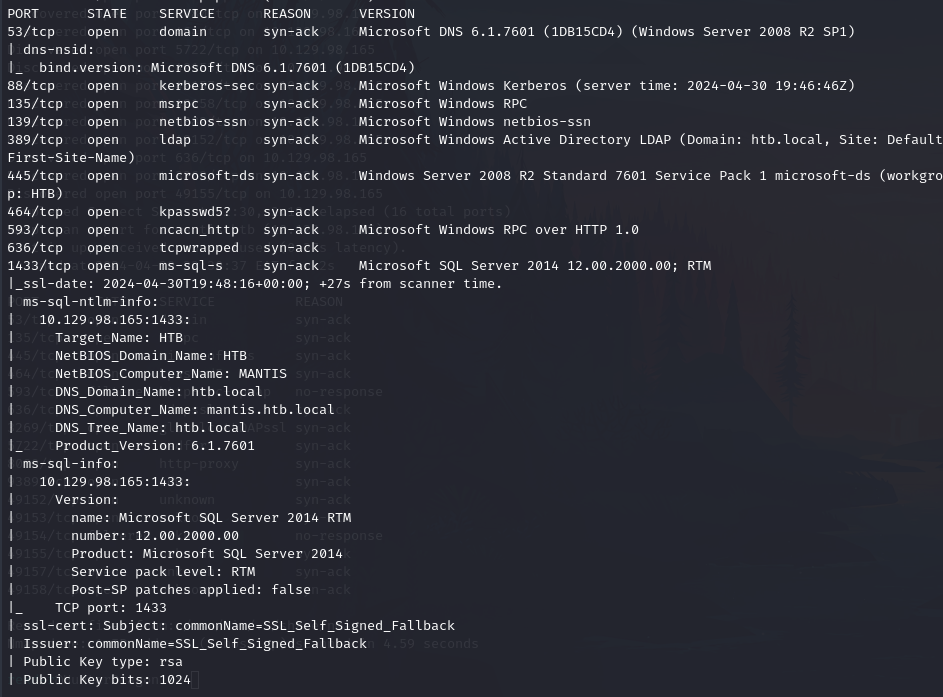 PORT      STATE   SERVICE      REASON      VERSION
53/tcp    open    domain       syn-ack     Microsoft DNS 6.1.7601 (1DB15CD4) (Windows Server 2008 R2 SP1)
| dns-nsid:
|_  bind.version: Microsoft DNS 6.1.7601 (1DB15CD4)
88/tcp    open    kerberos-sec syn-ack     Microsoft Windows Kerberos (server time: 2024-04-30 19:46:46Z)
135/tcp   open    msrpc        syn-ack     Microsoft Windows RPC
139/tcp   open    netbios-ssn  syn-ack     Microsoft Windows netbios-ssn
389/tcp   open    ldap         syn-ack     Microsoft Windows Active Directory LDAP (Domain: htb.local, Site: Default
First-Site-Name)
445/tcp   open    microsoft-ds syn-ack     Windows Server 2008 R2 Standard 7601 Service Pack 1 microsoft-ds (workgro
p: HTB)
464/tcp   open    kpasswd5?    syn-ack
593/tcp   open    ncacn_http   syn-ack     Microsoft Windows RPC over HTTP 1.0
636/tcp   open    tcpwrapped   syn-ack
1433/tcp  open    ms-sql-s     syn-ack     Microsoft SQL Server 2014 12.00.2000.00; RTM
|_ssl-date: 2024-04-30T19:48:16+00:00; +27s from scanner time.
| ms-sql-ntlm-info:
|   10.129.98.165:1433:
|     Target_Name: HTB
|     NetBIOS_Domain_Name: HTB
|     NetBIOS_Computer_Name: MANTIS
|     DNS_Domain_Name: htb.local
|     DNS_Computer_Name: mantis.htb.local
|     DNS_Tree_Name: htb.local
|_    Product_Version: 6.1.7601
| ms-sql-info:
|   10.129.98.165:1433:
|     Version:
|       name: Microsoft SQL Server 2014 RTM
|       number: 12.00.2000.00
|       Product: Microsoft SQL Server 2014
|       Service pack level: RTM
|       Post-SP patches applied: false
|_    TCP port: 1433
| ssl-cert: Subject: commonName=SSL_Self_Signed_Fallback
| Issuer: commonName=SSL_Self_Signed_Fallback
| Public Key type: rsa
| Public Key bits: 1024